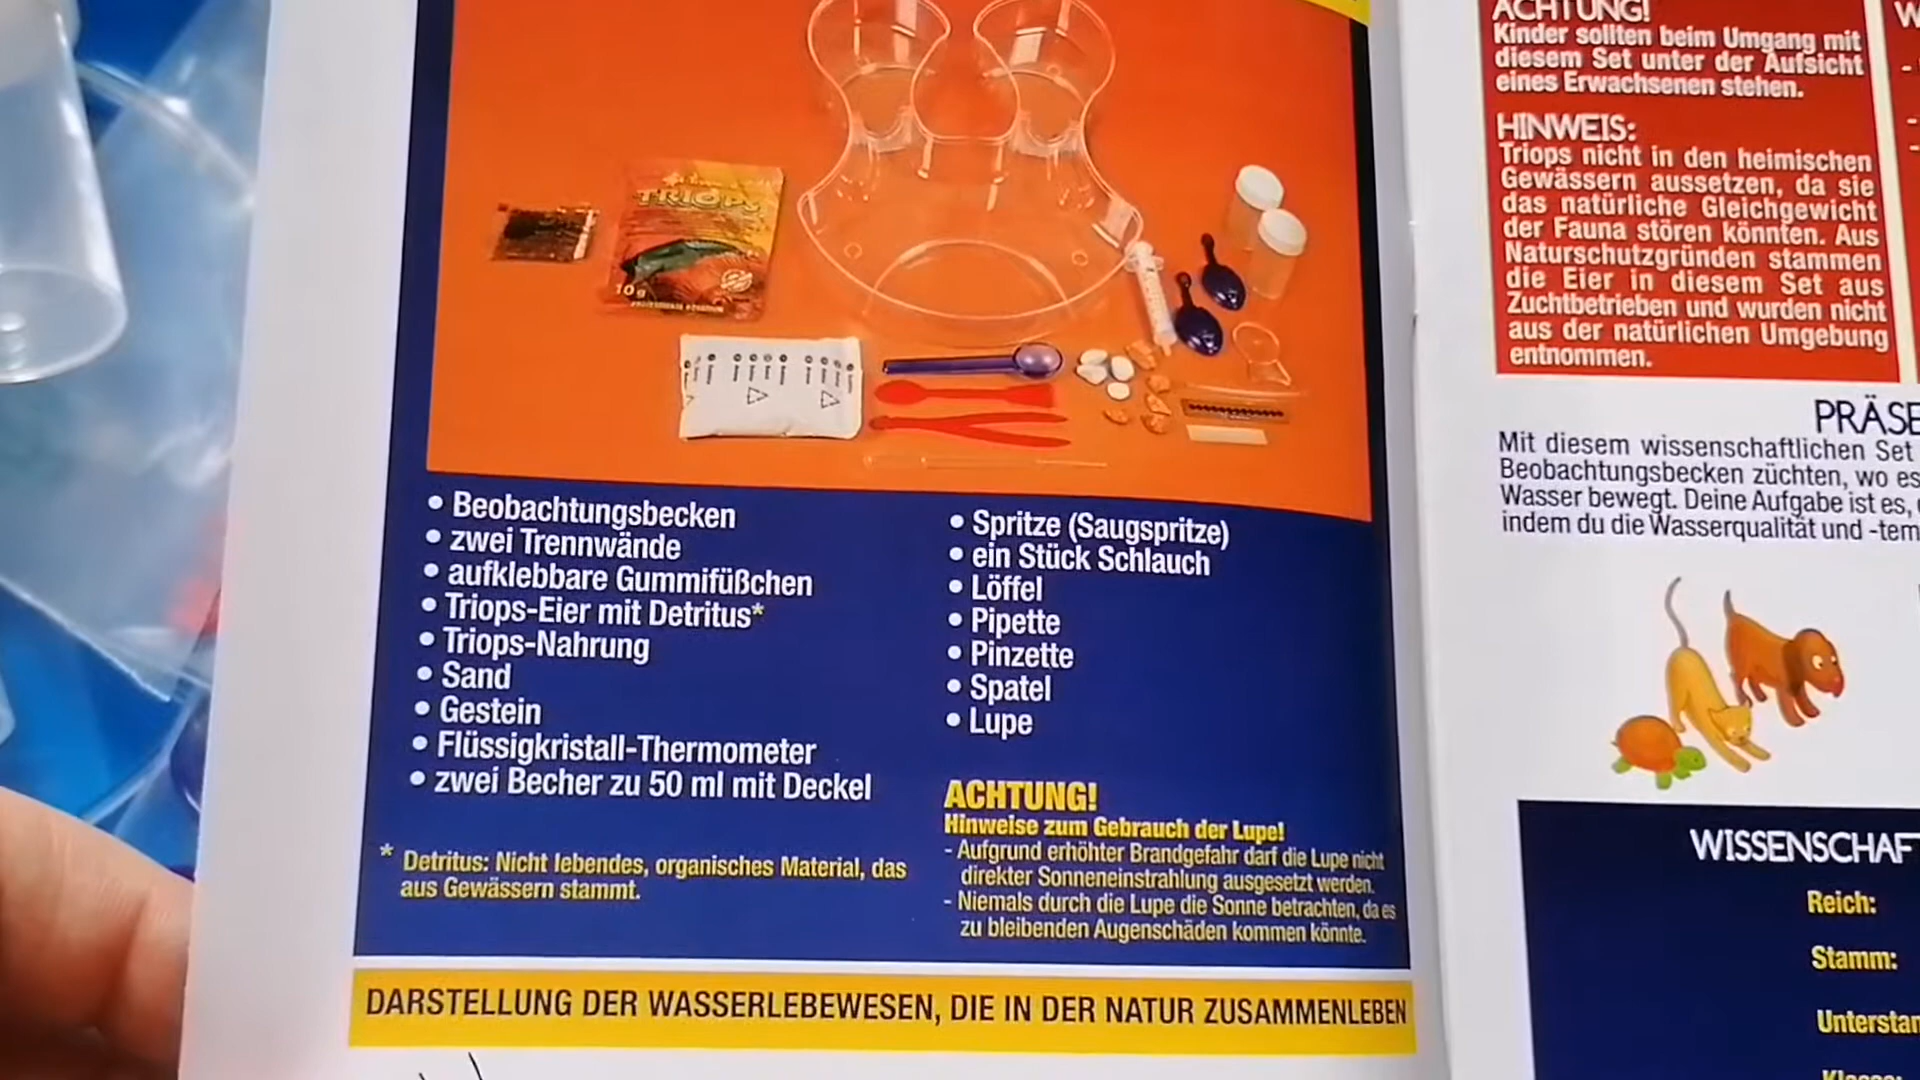 TRIOPS
10 g
• Beobachtungsbecken
• zwei Trennwände
• aufklebbare Gummifüßchen
• Triops-Eier mit Detritus*
• Triops-Nahrung
• Sand
• Gestein
• Flüssigkristall-Thermometer
• zwei Becher zu 50 ml mit Deckel
* Detritus: Nicht lebendes, organisches Material, das
aus Gewässern stammt.
• Spritze (Saugspritze)
• ein Stück Schlauch
• Löffel
• Pipette
• Pinzette
• Spatel
• Lupe
ACHTUNG!
Hinweise zum Gebrauch der Lupe!
- Aufgrund erhöhter Brandgefahr darf die Lupe nicht
direkter Sonneneinstrahlung ausgesetzt werden.
- Niemals durch die Lupe die Sonne betrachten, da es
zu bleibenden Augenschäden kommen könnte.
DARSTELLUNG DER WASSERLEBEWESEN, DIE IN DER NATUR ZUSAMMENLEBEN
ACHTUNG!
Kinder sollten beim Umgang mit
diesem Set unter der Aufsicht
eines Erwachsenen stehen.
HINWEIS:
Triops nicht in den heimischen
Gewässern aussetzen, da sie
das natürliche Gleichgewicht
der Fauna stören könnten. Aus
Naturschutzgründen stammen
die Eier in diesem Set aus
Zuchtbetrieben und wurden nicht
aus der natürlichen Umgebung
entnommen.
PRÄSE
Mit diesem wissenschaftlichen Set
Beobachtungsbecken züchten, wo es
Wasser bewegt. Deine Aufgabe ist es,
indem du die Wasserqualität und -tem
WISSENSCHAF
Reich:
Stamm:
Unterstam